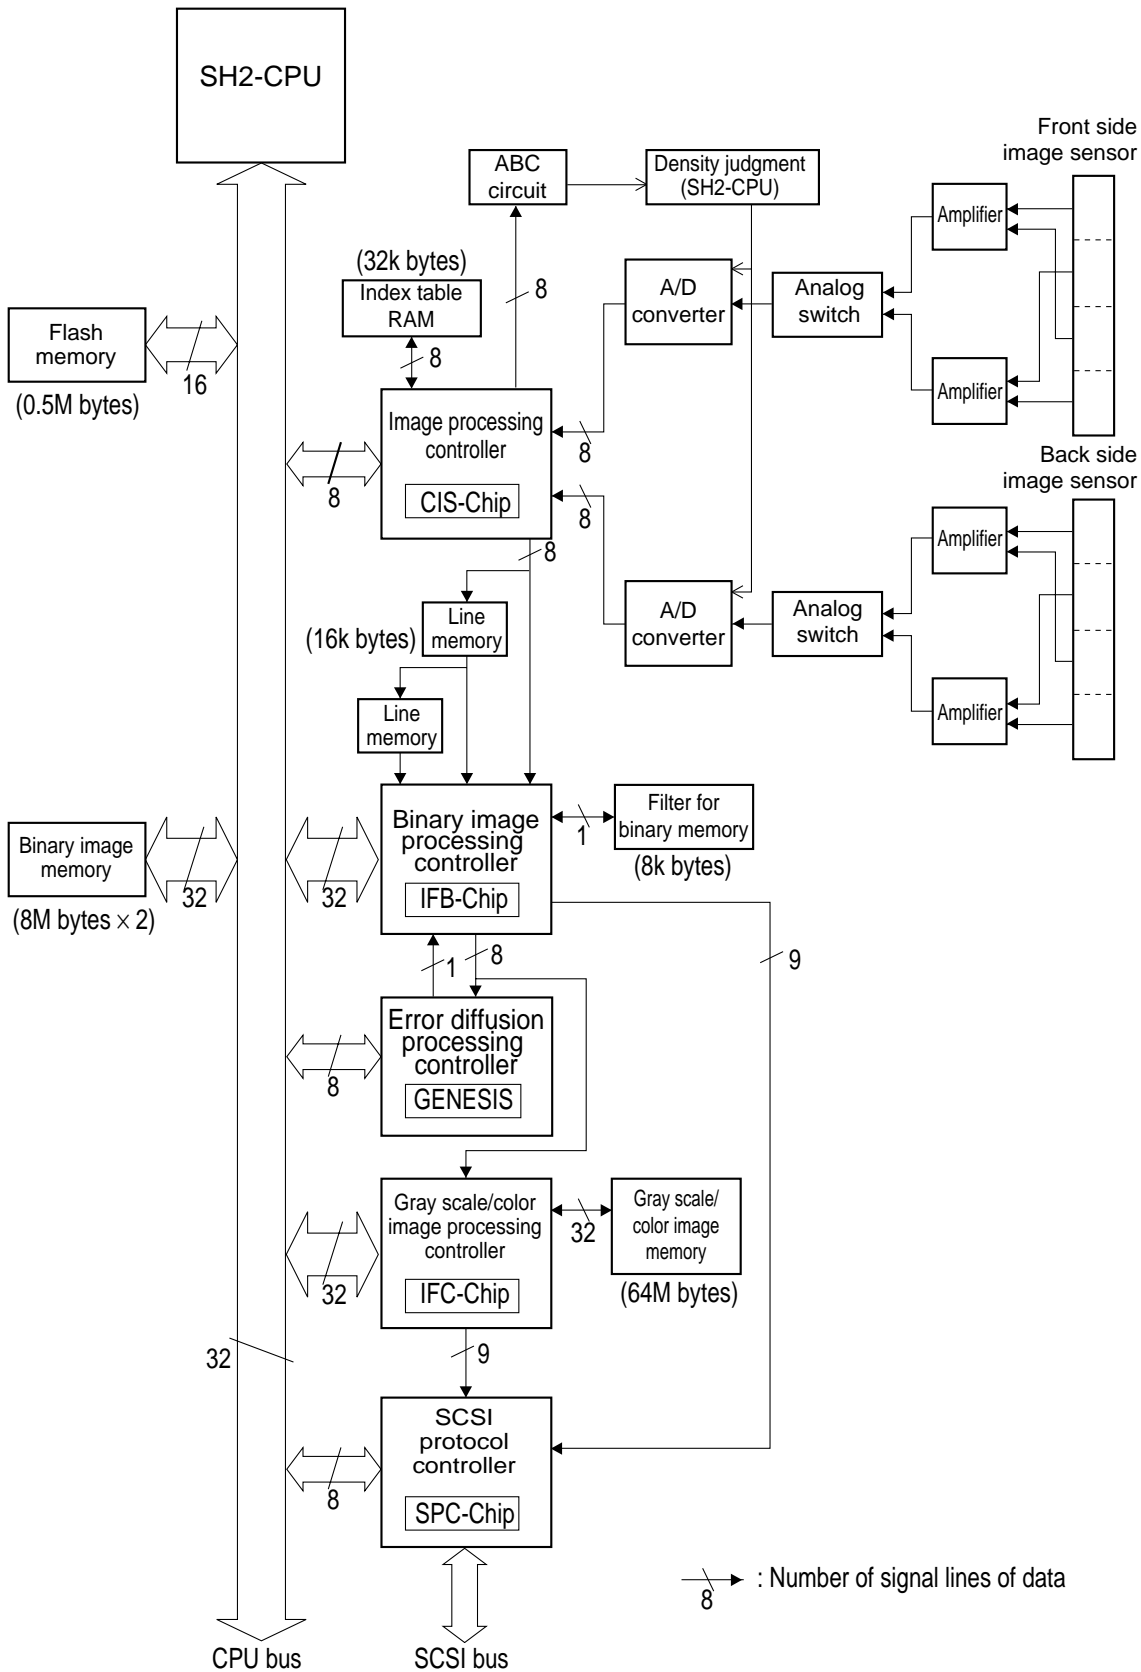 SH2-CPU
Front side
image sensor
ABC
circuit
Density judgment
(SH2-CPU)
Amplifier
(32k bytes)
Index table
RAM
8
8
A/D
converter
Analog
switch
Flash
memory
16
(0.5M bytes)
Amplifier
Image processing
controller
CIS-Chip
8
8
8
Back side
image sensor
Amplifier
8
Line
memory
(16k bytes)
A/D
converter
Analog
switch
Line
memory
Amplifier
Binary image
memory
32
(8M bytes × 2)
32
Binary image
processing
controller
IFB-Chip
1
Filter for
binary memory
(8k bytes)
1
8
9
Error diffusion
processing
controller
GENESIS
8
Gray scale/color
image processing
controller
IFC-Chip
32
32
Gray scale/
color image
memory
(64M bytes)
32
9
SCSI
protocol
controller
SPC-Chip
8
8
: Number of signal lines of data
CPU bus
SCSI bus